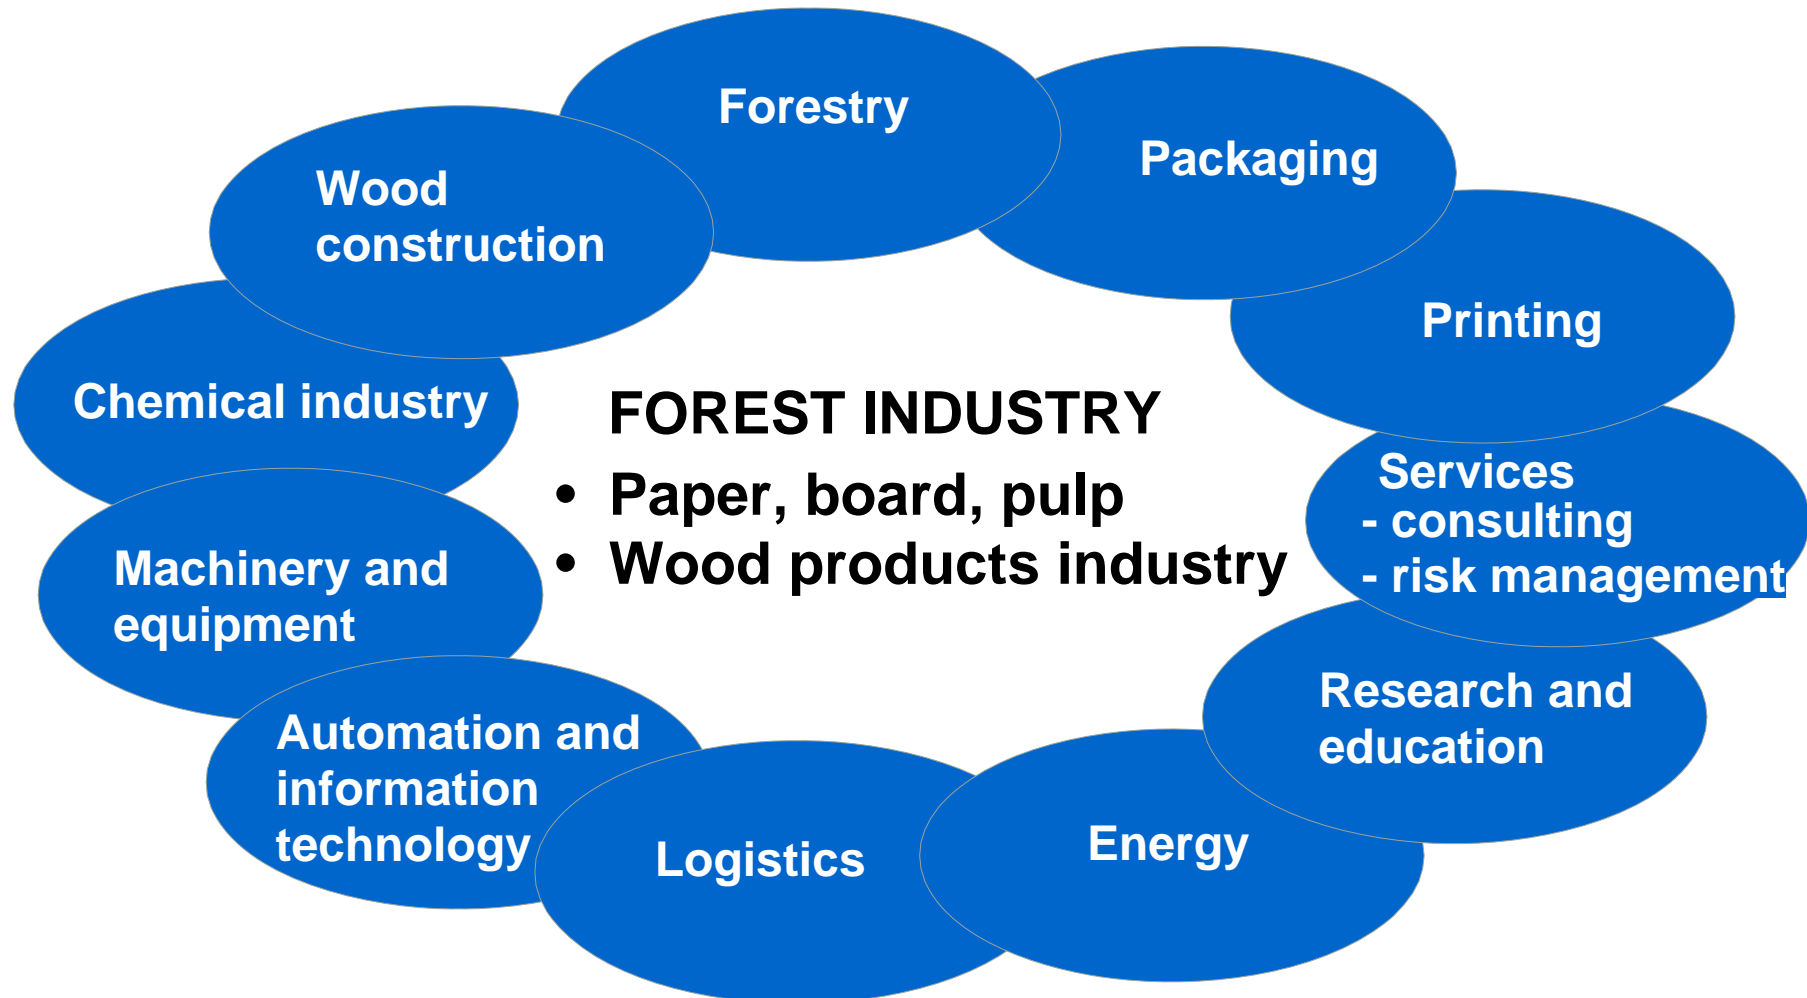 Forestry
Packaging
Wood
construction
Printing
Chemical industry
FOREST INDUSTRY
• Paper, board, pulp
• Wood products industry
Services
- consulting
- risk management
Machinery and
equipment
Research and
education
Automation and
information
technology
Logistics
Energy